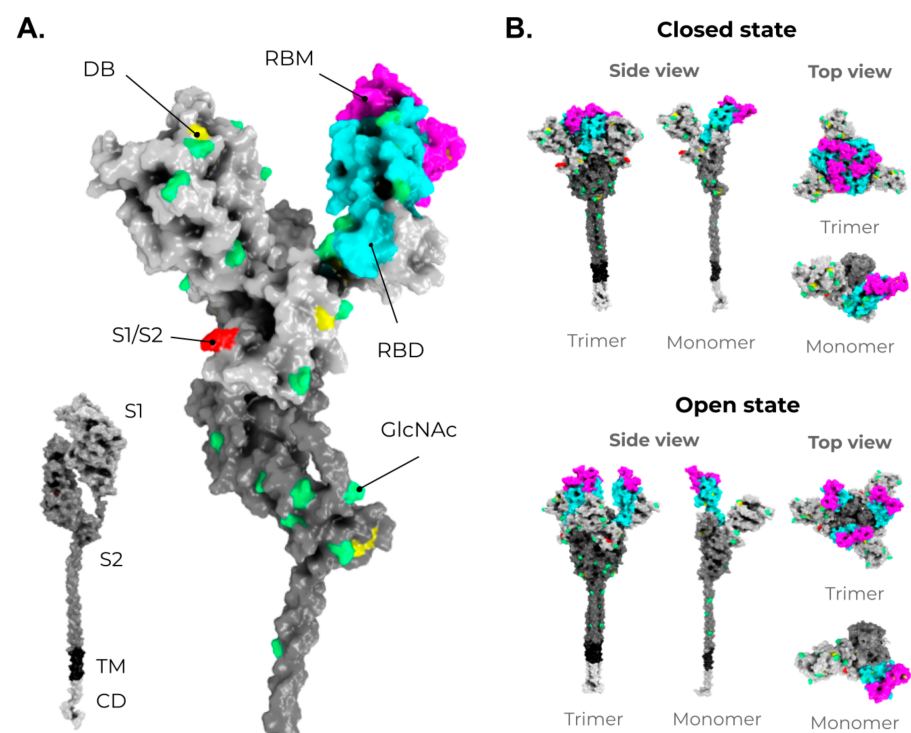 A.
DB
RBM
S1/S2
RBD
GlcNAc
S1
S2
TM
CD
B.
Closed state
Side view
Top view
Trimer
Monomer
Trimer
Monomer
Open state
Side view
Top view
Trimer
Monomer
Trimer
Monomer